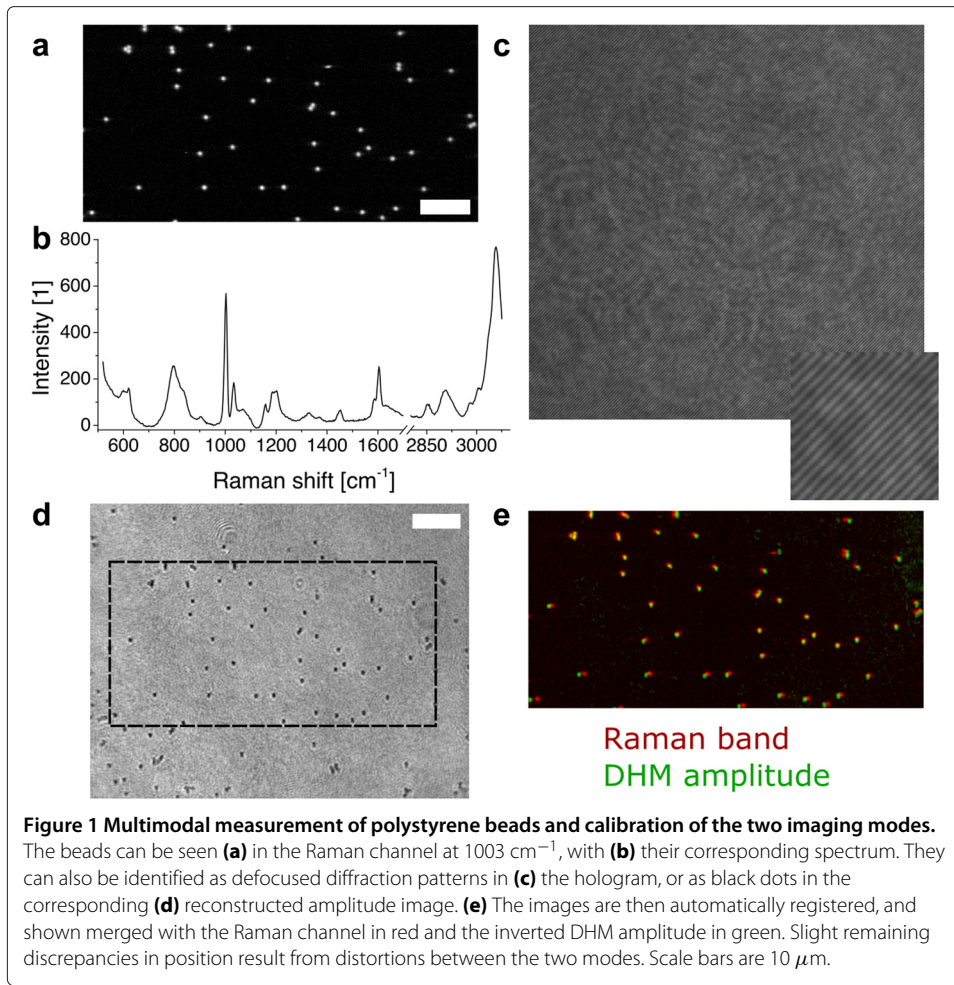 a
c
b
800
600
400
200
0
Intensity [1]
600 800 1000 1200 1400 1600 2850 3000
Raman shift [cm⁻¹]
d
e
Raman band
DHM amplitude
Figure 1 Multimodal measurement of polystyrene beads and calibration of the two imaging modes.
The beads can be seen (a) in the Raman channel at 1003 cm⁻¹, with (b) their corresponding spectrum. They
can also be identified as defocused diffraction patterns in (c) the hologram, or as black dots in the
corresponding (d) reconstructed amplitude image. (e) The images are then automatically registered, and
shown merged with the Raman channel in red and the inverted DHM amplitude in green. Slight remaining
discrepancies in position result from distortions between the two modes. Scale bars are 10 μm.